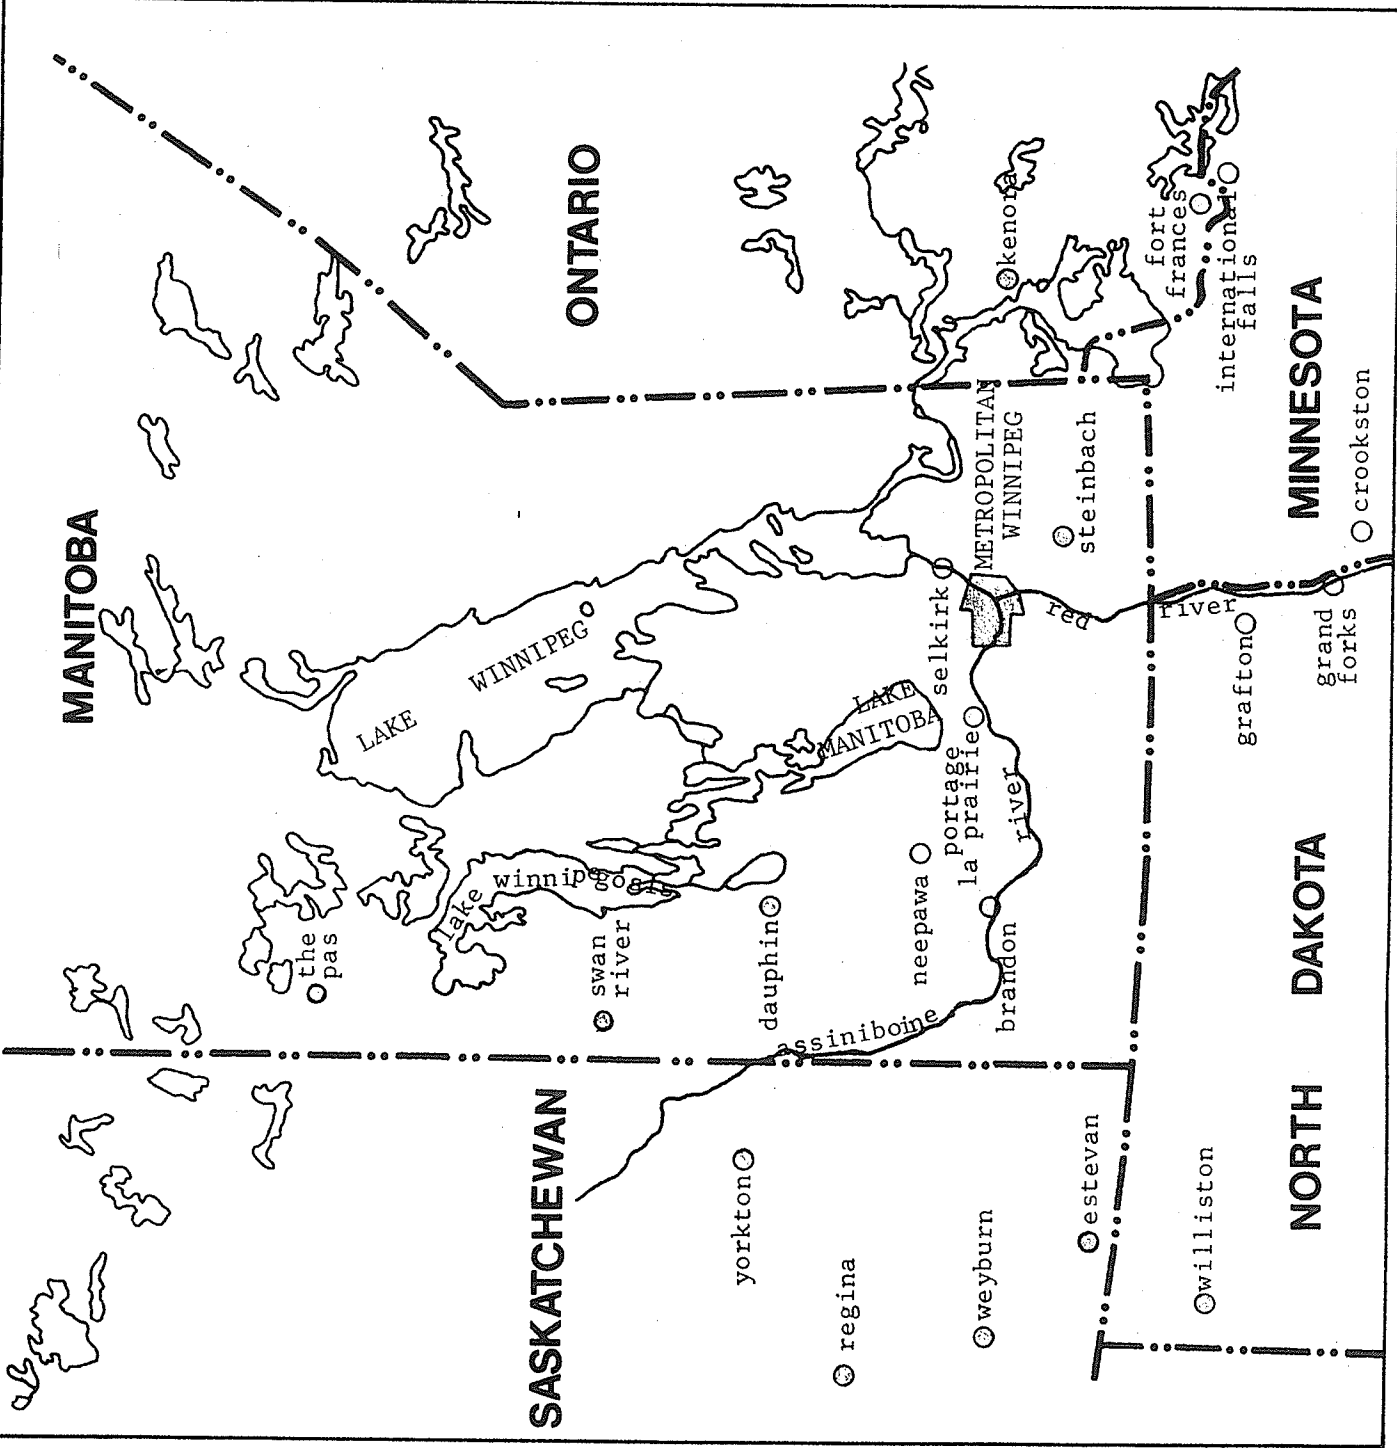 MANITOBA
ONTARIO
SASKATCHEWAN
LAKE
WINNIPEG
the
pas
lake
winnipegosis
swan
river
dauphin
yorkton
LAKE
MANITOBA
regina
neepawa
portage
la prairie
selkirk
METROPOLITAN
WINNIPEG
kenora
assiniboine
river
brandon
weyburn
steinbach
red
river
estevan
fort
frances
international
falls
williston
grafton
grand
forks
crookston
NORTH DAKOTA
MINNESOTA